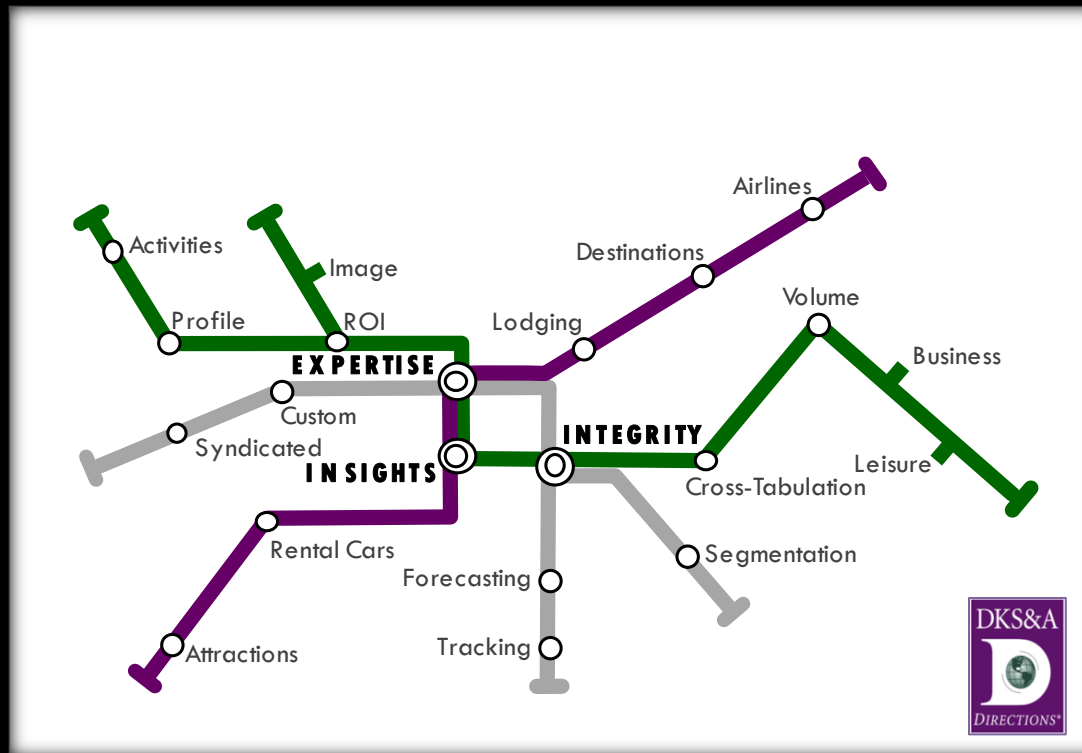 Airlines
Activities
Destinations
Image
Volume
Profile
ROI
Lodging
Business
EXPERTISE
Custom
Syndicated
INTEGRITY
INSIGHTS
Leisure
Cross-Tabulation
Rental Cars
Segmentation
Forecasting
Tracking
Attractions
DKS&A
D
DIRECTIONS®